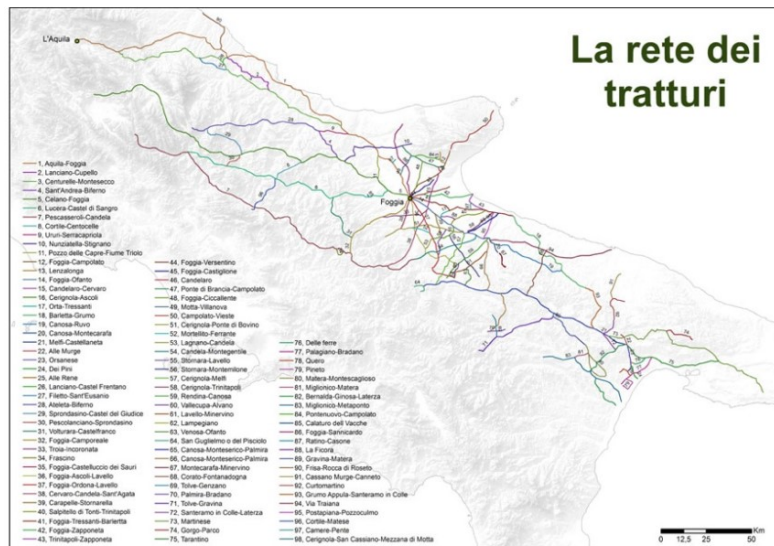 La rete dei
tratturi
L'Aquila
Foggia
1, Aquila-Foggia
2, Lanciano-Cupello
3, Centurelle-Montesecco
4, Sant'Andrea-Biferno
5, Celano-Foggia
6, Lucera-Castel di Sangro
7, Pescasseroli-Candela
8, Cortile-Centocelle
9, Ururi-Serracapriola
10, Nunziatella-Stignano
11, Pozzo delle Capre-Fiume Triolo
12, Foggia-Campolato
13, Lenzalonga
14, Foggia-Ofanto
15, Candelaro-Cervaro
16, Cerignola-Ascoli
17, Orta-Tressanti
18, Barletta-Grumo
19, Canosa-Ruvo
20, Canosa-Montecarafa
21, Melfi-Castellaneta
22, Alle Murge
23, Orsanese
24, Dei Pini
25, Alle Rene
26, Lanciano-Castel Frentano
27, Filetto-Sant'Eusanio
28, Ateleta-Biferno
29, Sprondasino-Castel del Giudice
30, Pescolanciano-Sprondasino
31, Volturara-Castelfranco
32, Foggia-Camporeale
33, Troia-Incoronata
34, Frascino
35, Foggia-Castelluccio dei Sauri
36, Foggia-Ascoli-Lavello
37, Foggia-Ordona-Lavello
38, Cervaro-Candela-Sant'Agata
39, Carapelle-Stornarella
40, Salpitello di Tonti-Trinitapoli
41, Foggia-Tressanti-Barletta
42, Foggia-Zapponeta
43, Trinitapoli-Zapponeta
44, Foggia-Versentino
45, Foggia-Castiglione
46, Candelaro
47, Ponte di Brancia-Campolato
48, Foggia-Ciccallente
49, Motta-Villanova
50, Campolato-Vieste
51, Cerignola-Ponte di Bovino
52, Mortellito-Ferrante
53, Lagnano-Candela
54, Candela-Montegentile
55, Stornara-Lavello
56, Stornara-Montemilone
57, Cerignola-Melfi
58, Cerignola-Trinitapoli
59, Rendina-Canosa
60, Vallecupa-Alvano
61, Lavello-Minervino
62, Lampegiano
63, Venosa-Ofanto
64, San Guglielmo o del Pisciolo
65, Canosa-Monteserico-Palmira
66, Canosa-Monteserico-Palmira
67, Montecarafa-Minervino
68, Corato-Fontanadogna
69, Tolve-Genzano
70, Palmira-Bradano
71, Tolve-Gravina
72, Santeramo in Colle-Laterza
73, Martinese
74, Gorgo-Parco
75, Tarantino
76, Delle ferre
77, Palagiano-Bradano
78, Quero
79, Pineto
80, Matera-Montescaglioso
81, Miglionico-Matera
82, Bernalda-Ginosa-Laterza
83, Miglionico-Metaponto
84, Pontenuovo-Campolato
85, Calaturo dell Vacche
86, Foggia-Sannicardo
87, Ratino-Casone
88, La Ficora
89, Gravina-Matera
90, Frisa-Rocca di Roseto
91, Cassano Murge-Canneto
92, Curtomartino
93, Grumo Appula-Santeramo in Colle
94, Via Traiana
95, Postapiana-Pozzoculmo
96, Cortile-Matese
97, Camere-Pente
98, Cerignola-San Cassiano-Mezzana di Motta
0 12,5 25 50
Km